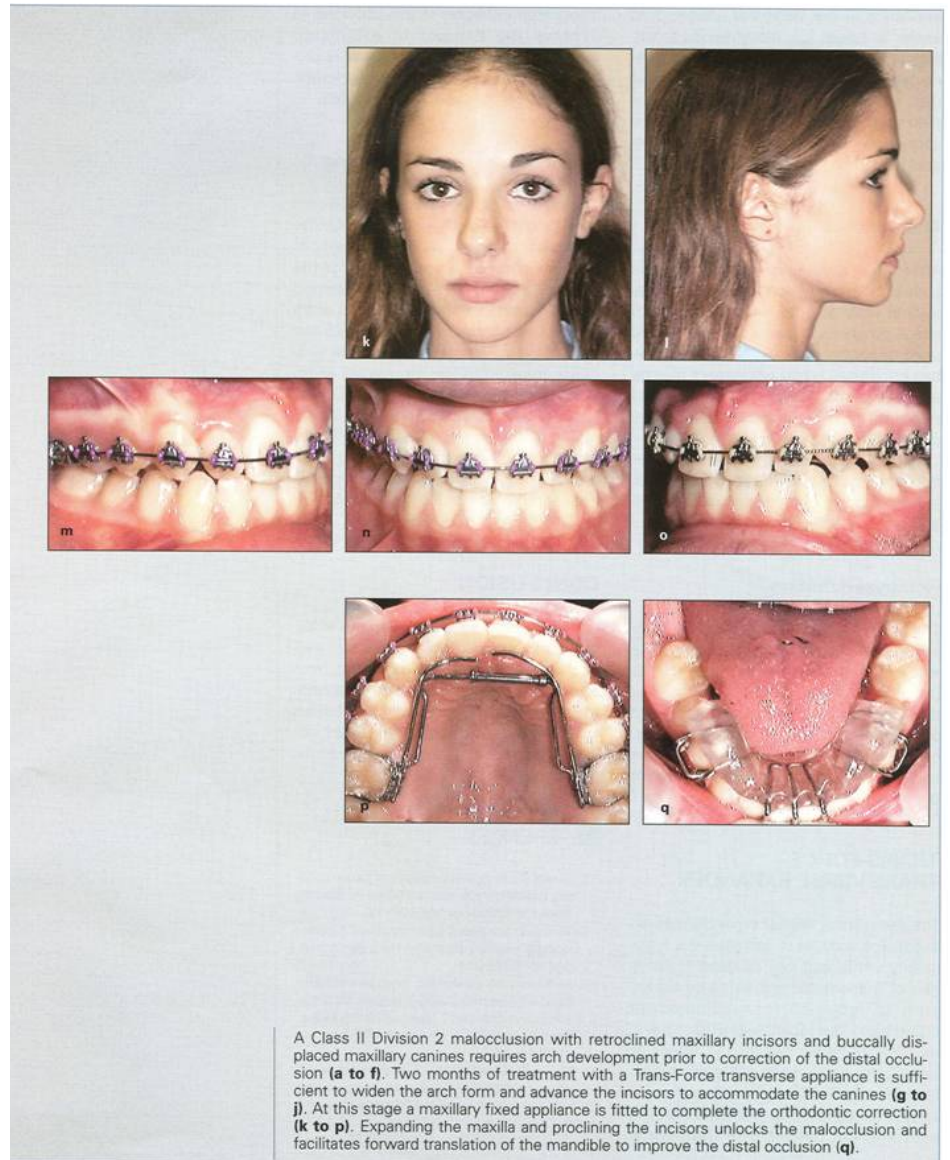 k
l
m
n
o
p
q
A Class II Division 2 malocclusion with retroclined maxillary incisors and buccally dis-
placed maxillary canines requires arch development prior to correction of the distal occlu-
sion (a to f). Two months of treatment with a Trans-Force transverse appliance is suffi-
cient to widen the arch form and advance the incisors to accommodate the canines (g to
j). At this stage a maxillary fixed appliance is fitted to complete the orthodontic correction
(k to p). Expanding the maxilla and proclining the incisors unlocks the malocclusion and
facilitates forward translation of the mandible to improve the distal occlusion (q).